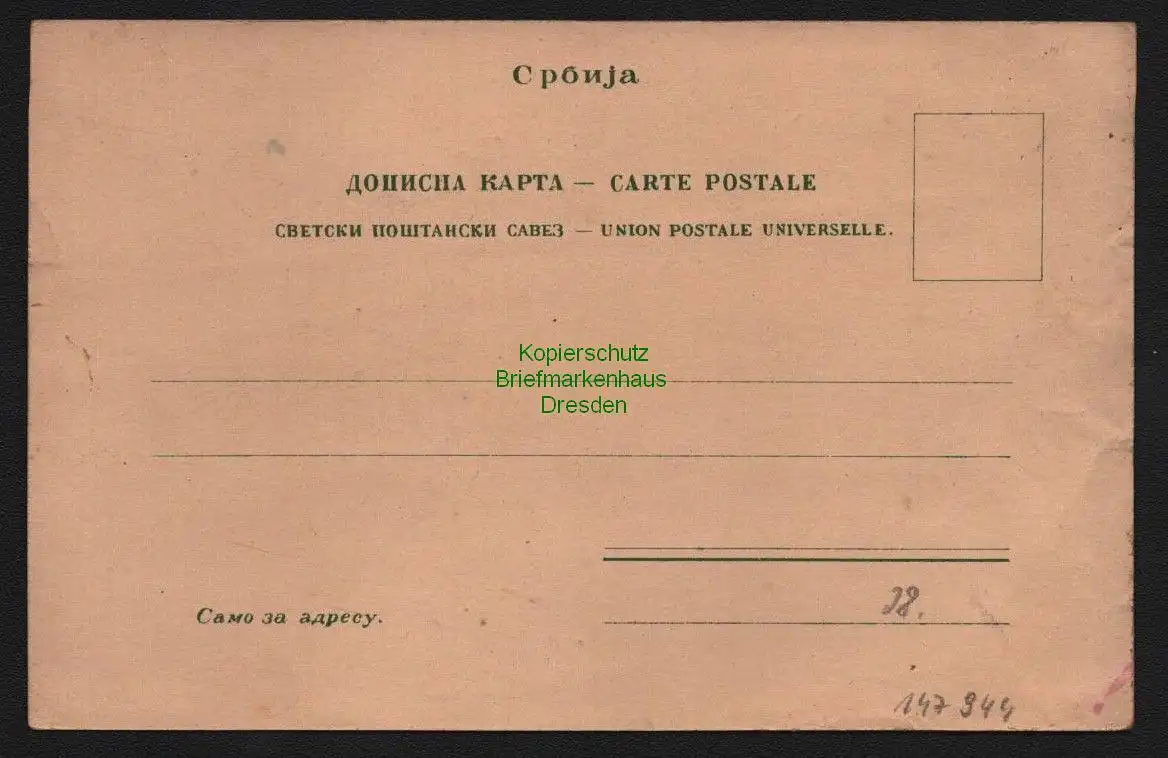 Србија
ДОПИСНА КАРТА — CARTE POSTALE
СВЕТСКИ ПОШТАНСКИ САВЕЗ — UNION POSTALE UNIVERSELLE.
Kopierschutz
Briefmarkenhaus
Dresden
Само за адресу.
147 944